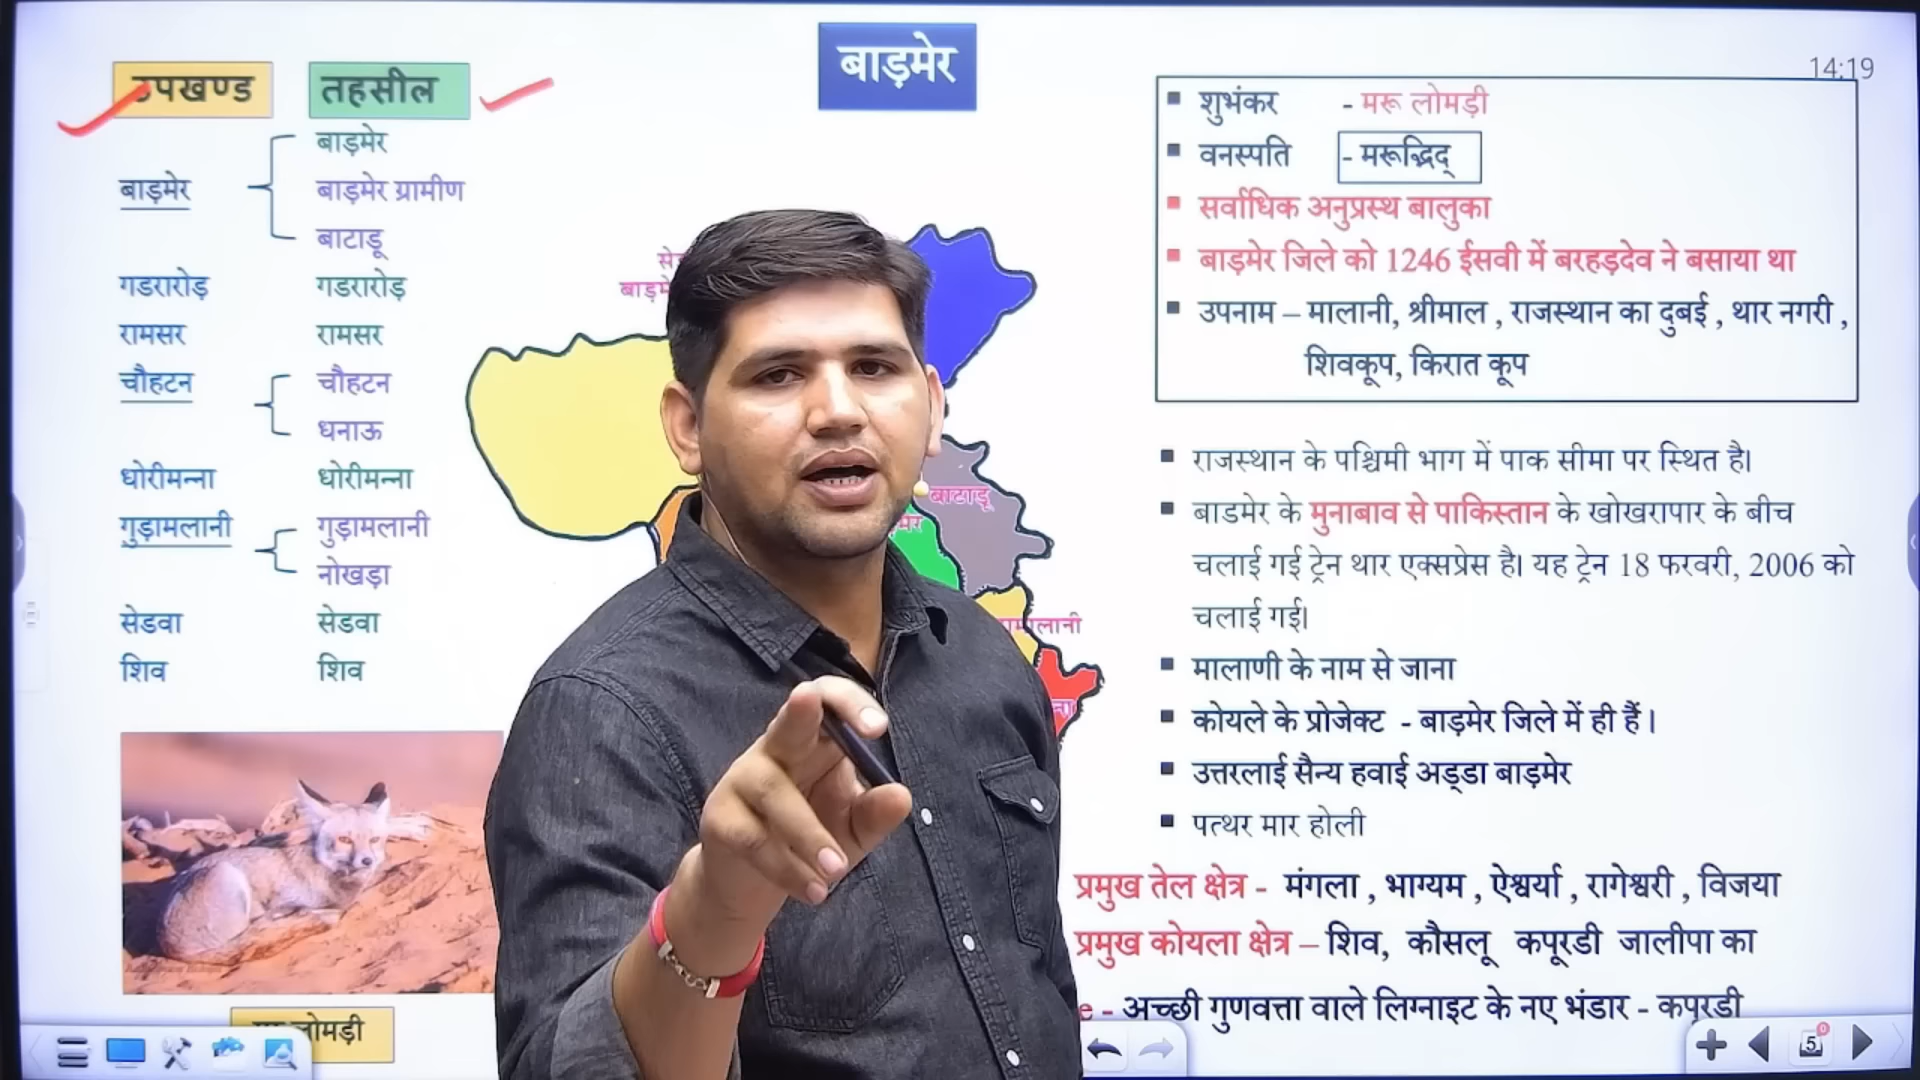 बाड़मेर
14:19
उपखण्ड तहसील
बाड़मेर
बाड़मेर बाड़मेर ग्रामीण
बाटाडू
गडरारोड़ गडरारोड़
रामसर रामसर
चौहटन चौहटन
धनाऊ
धोरीमन्ना धोरीमन्ना
गुड़ामलानी गुड़ामलानी
नोखड़ा
सेडवा सेडवा
शिव शिव
लोमड़ी
बाटाडू
शुभंकर - मरू लोमड़ी
वनस्पति - मरूद्भिद्
सर्वाधिक अनुप्रस्थ बालुका
बाड़मेर जिले को 1246 ईसवी में बरहड़देव ने बसाया था
उपनाम – मालानी, श्रीमाल , राजस्थान का दुबई , थार नगरी ,
शिवकूप, किरात कूप
राजस्थान के पश्चिमी भाग में पाक सीमा पर स्थित है।
बाडमेर के मुनाबाव से पाकिस्तान के खोखरापार के बीच
चलाई गई ट्रेन थार एक्सप्रेस है। यह ट्रेन 18 फरवरी, 2006 को
चलाई गई।
मालाणी के नाम से जाना
कोयले के प्रोजेक्ट - बाड़मेर जिले में ही हैं।
उत्तरलाई सैन्य हवाई अड्डा बाड़मेर
पत्थर मार होली
प्रमुख तेल क्षेत्र - मंगला , भाग्यम , ऐश्वर्या , रागेश्वरी , विजया
प्रमुख कोयला क्षेत्र – शिव, कौसलू कपूरडी जालीपा का
e - अच्छी गुणवत्ता वाले लिग्नाइट के नए भंडार - कपूरडी
5
0